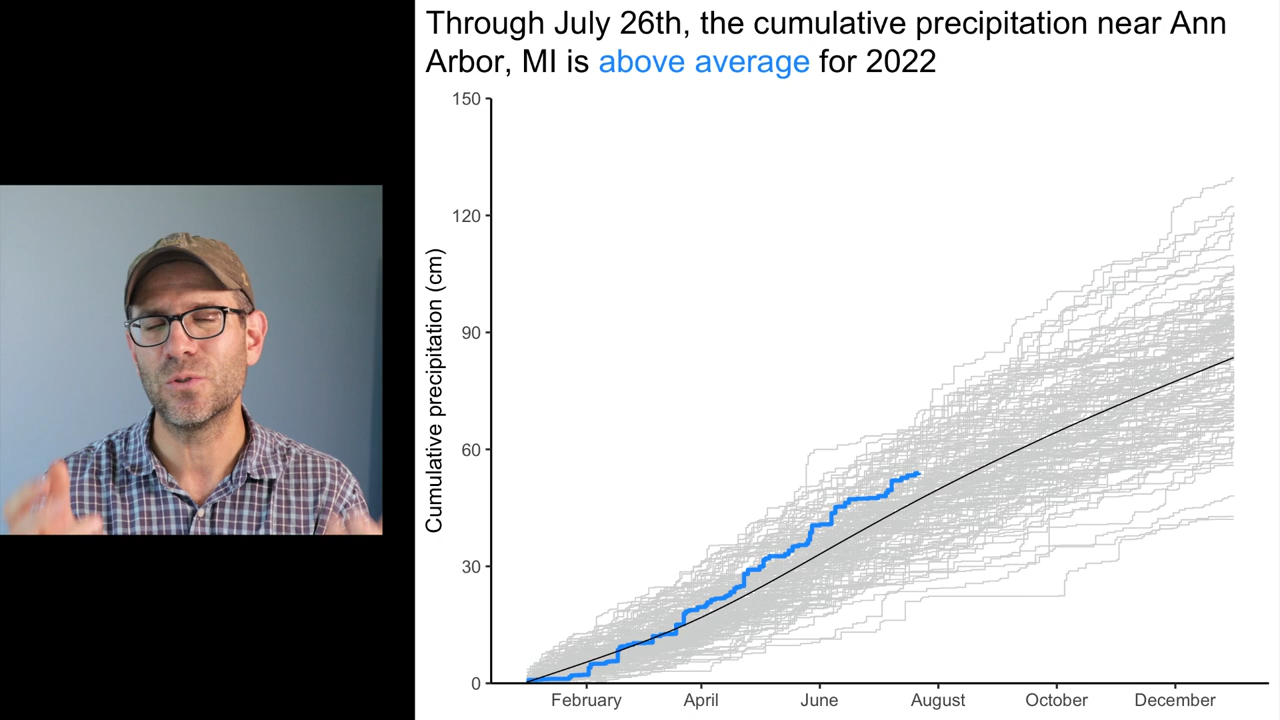 Through July 26th, the cumulative precipitation near Ann
Arbor, MI is above average for 2022
150
120
90
60
30
0
Cumulative precipitation (cm)
February
April
June
August
October
December